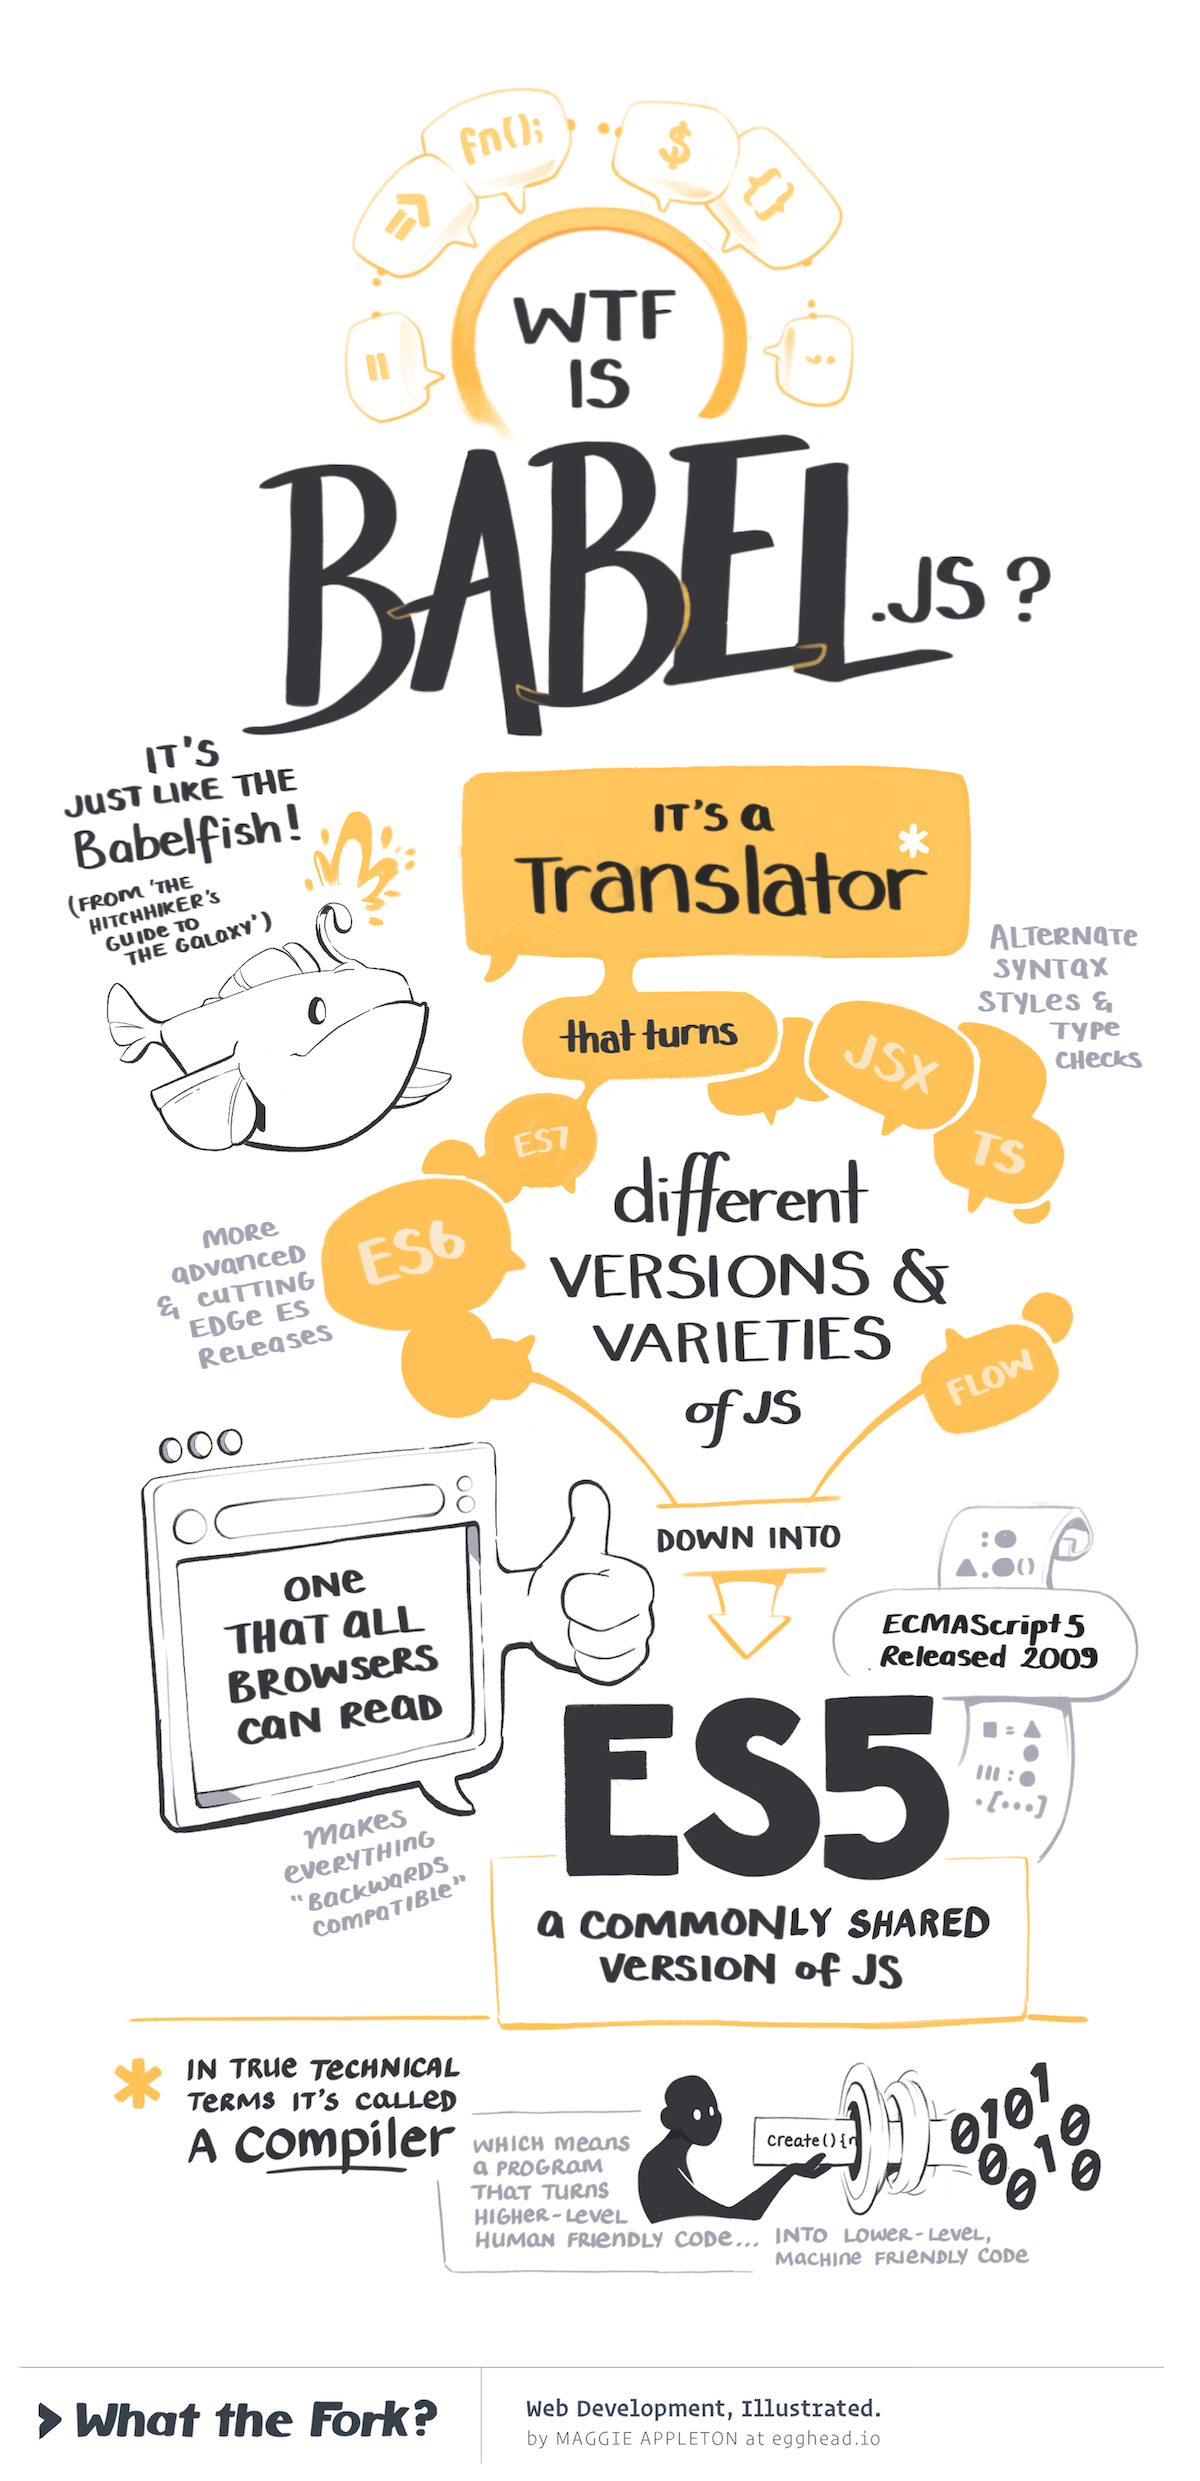 =>
fn();
$
{}
"
;
WTF
IS
BABEL.JS?
IT'S
JUST LIKE THE
Babelfish!
(FROM 'THE
HITCHHIKER'S
GUIDE TO
THE GALAXY')
IT'S a
Translator*
that turns
ALTERNATE
SYNTAX
STYLES &
TYPE
CHECKS
JSX
TS
ES7
ES6
MORE
ADVANCED
& CUTTING
EDGE ES
RELEASES
different
VERSIONS &
VARIETIES
of JS
FLOW
DOWN INTO
ONE
THAT ALL
BROWSERS
CAN READ
ECMAScript 5
Released 2009
:●
▲.●()
■=▲
●
III:●
·[...]
ES5
MAKES
EVERYTHING
"BACKWARDS
COMPATIBLE"
a COMMONLY SHARED
VERSION of JS
* IN TRUE TECHNICAL
TERMS IT'S CALLED
A Compiler
WHICH MEANS
A PROGRAM
THAT TURNS
HIGHER-LEVEL
HUMAN FRIENDLY CODE...
create(){n
0101
0010
00
INTO LOWER-LEVEL,
MACHINE FRIENDLY CODE
> What the Fork?
Web Development, Illustrated.
by MAGGIE APPLETON at egghead.io